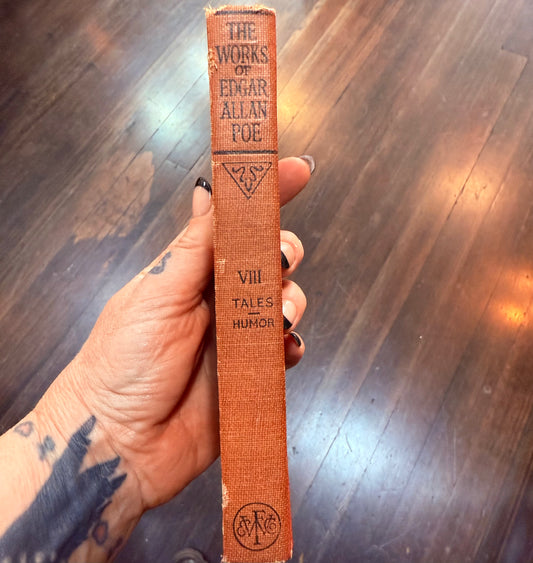 THE
WORKS
OF
EDGAR
ALLAN
POE
VIII
TALES
HUMOR